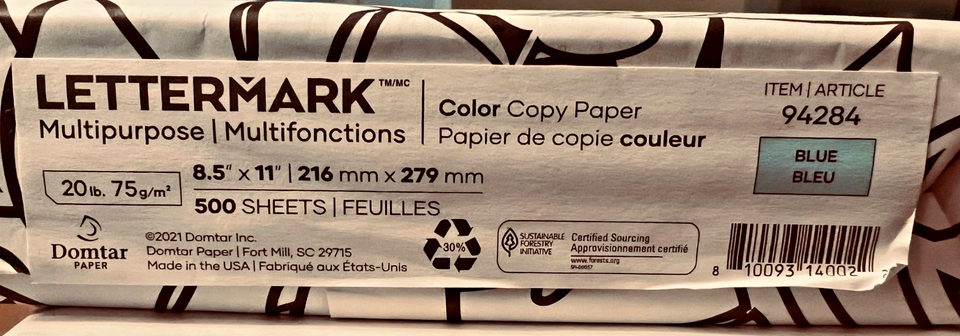 LETTERMARK™/MC
Multipurpose | Multifonctions
Color Copy Paper
Papier de copie couleur
ITEM | ARTICLE
94284
BLUE
BLEU
20 lb. 75 g/m²
8.5" x 11" | 216 mm x 279 mm
500 SHEETS | FEUILLES
Domtar
PAPER
©2021 Domtar Inc.
Domtar Paper | Fort Mill, SC 29715
Made in the USA | Fabriqué aux États-Unis
30%
SUSTAINABLE
FORESTRY
INITIATIVE
Certified Sourcing
Approvisionnement certifié
www.forests.org
SFI-00057
8 10093 14002